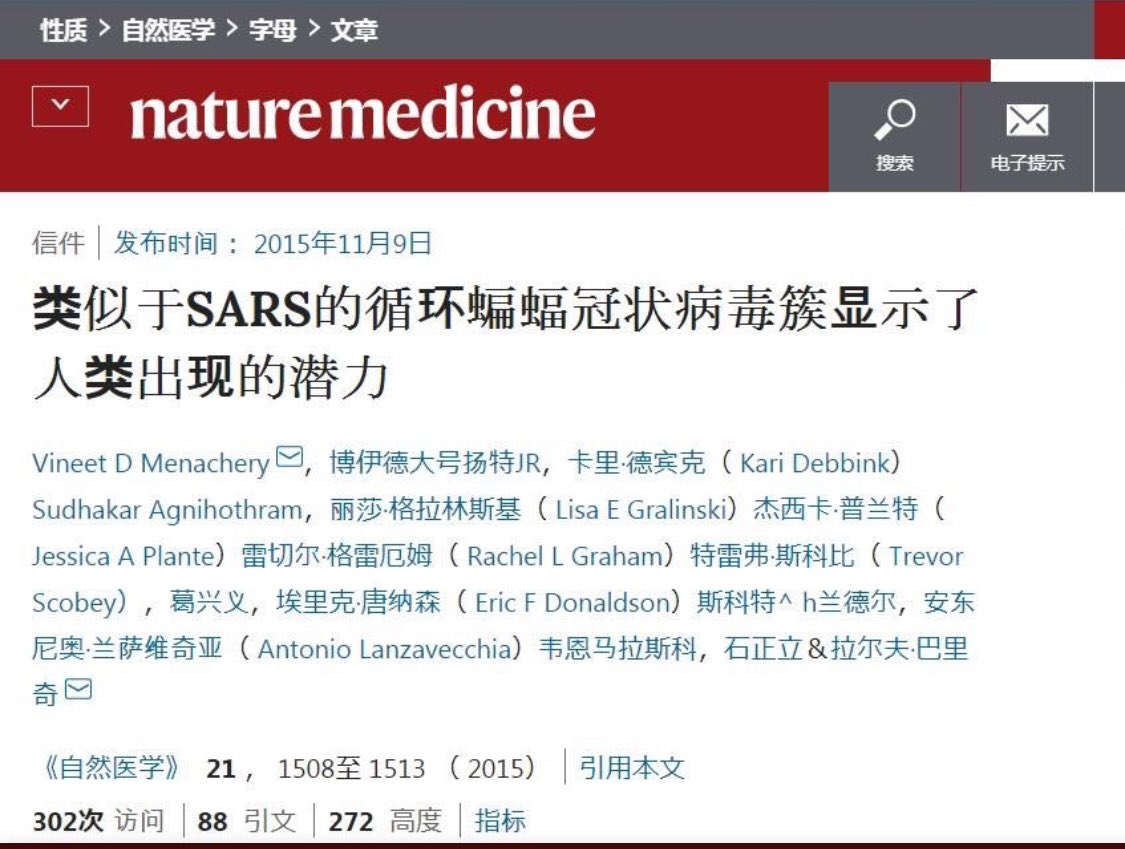 性质 > 自然医学 > 字母 > 文章
nature medicine
搜索
电子提示
信件 | 发布时间 : 2015年11月9日
类似于SARS的循环蝙蝠冠状病毒簇显示了
人类出现的潜力
Vineet D Menachery , 博伊德大号扬特JR, 卡里·德宾克 ( Kari Debbink)
Sudhakar Agnihothram, 丽莎·格拉林斯基 ( Lisa E Gralinski) 杰西卡·普兰特 (
Jessica A Plante) 雷切尔·格雷厄姆 ( Rachel L Graham) 特雷弗·斯科比 ( Trevor
Scobey) , 葛兴义, 埃里克·唐纳森 ( Eric F Donaldson) 斯科特^ h兰德尔, 安东
尼奥·兰萨维奇亚 ( Antonio Lanzavecchia) 韦恩马拉斯科, 石正立&拉尔夫·巴里
奇
《自然医学》 21 , 1508至 1513 ( 2015) | 引用本文
302次 访问 | 88 引文 | 272 高度 | 指标